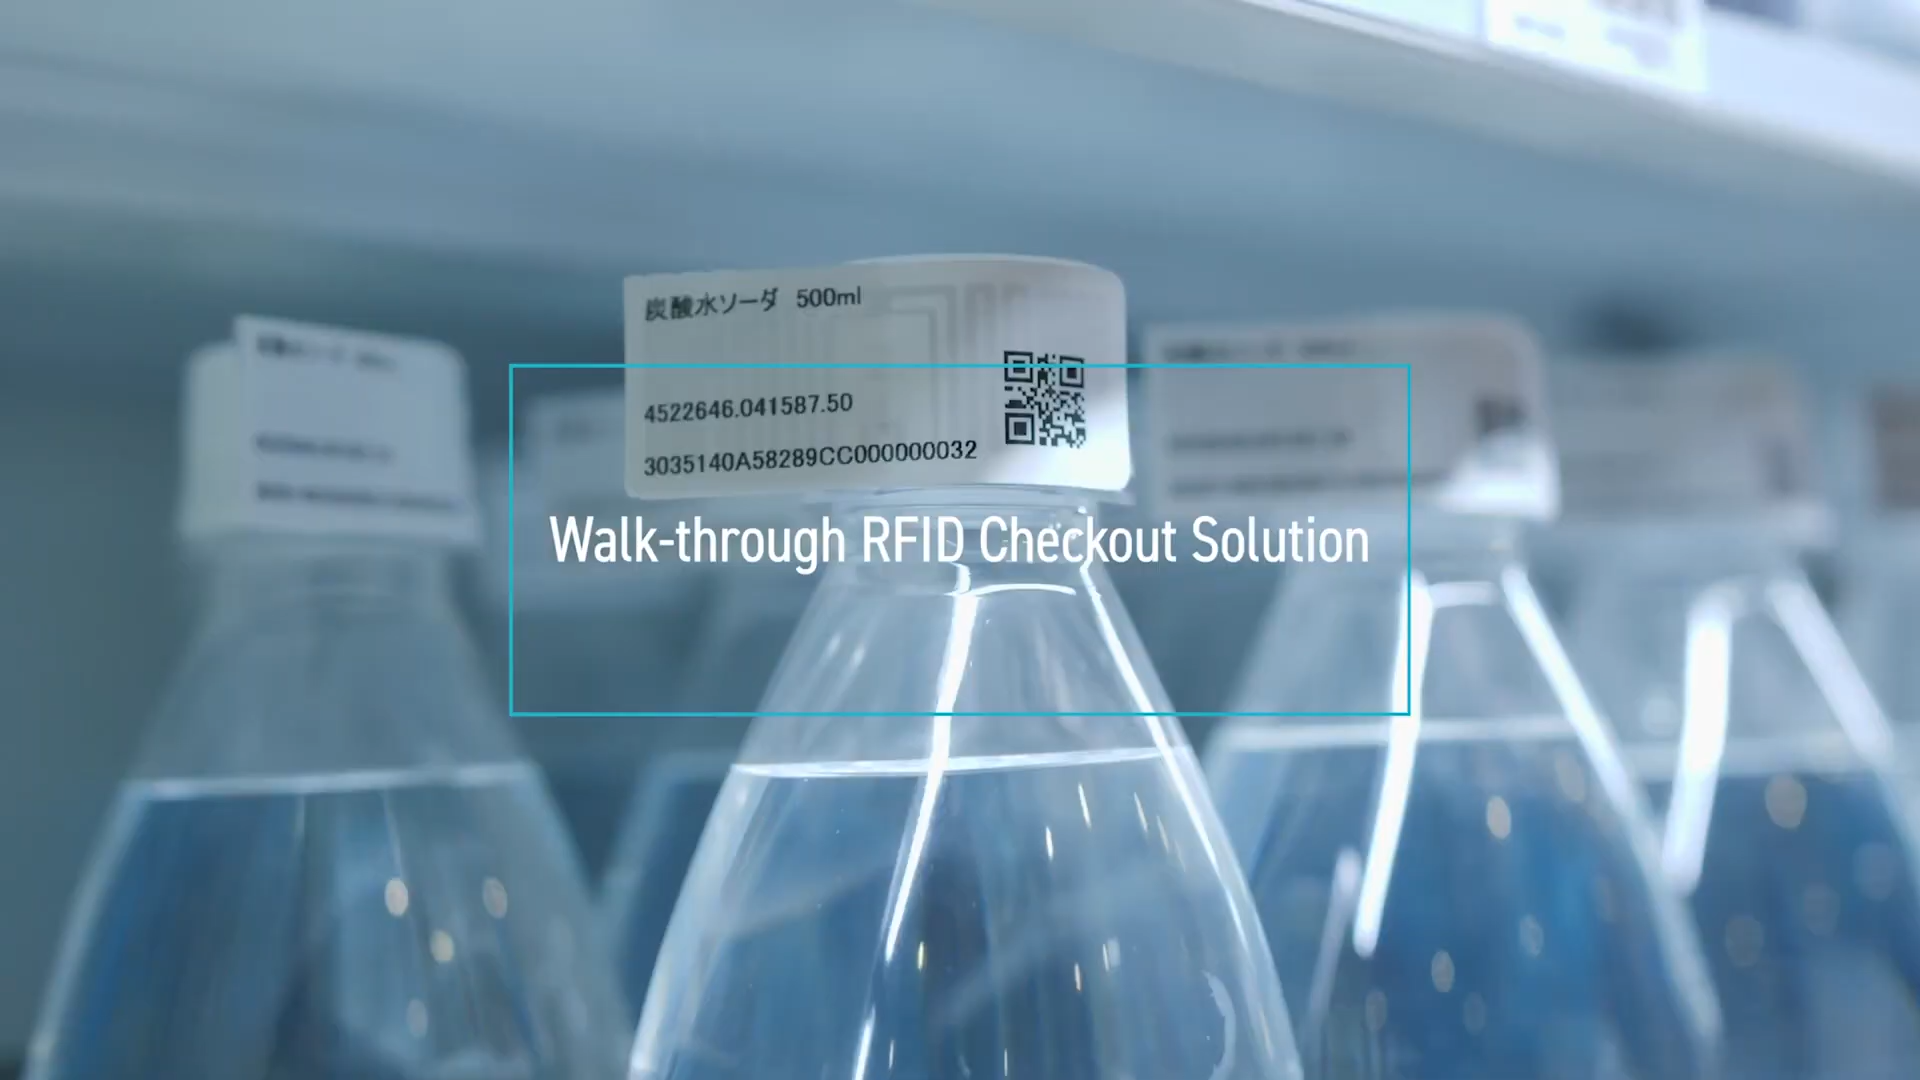 炭酸水ソーダ 500ml
4522646.041587.50
3035140A58289CC000000032
Walk-through RFID Checkout Solution